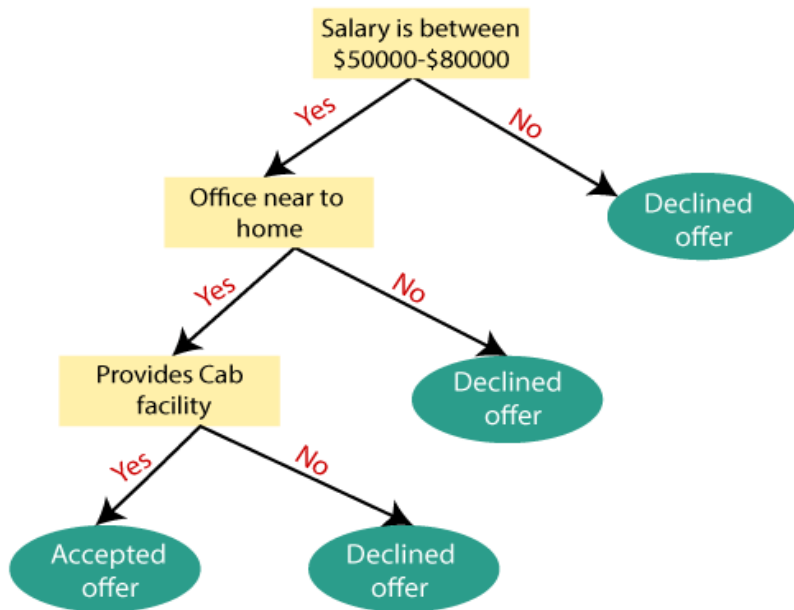 Salary is between
$50000-$80000
Yes
No
Office near to
home
Declined
offer
Yes
No
Provides Cab
facility
Declined
offer
Yes
No
Accepted
offer
Declined
offer